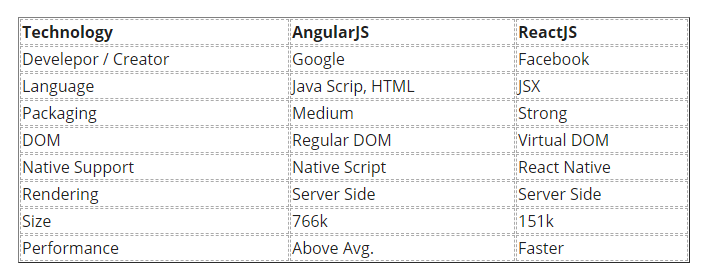 Technology AngularJS ReactJS
Develepor / Creator Google Facebook
Language Java Scrip, HTML JSX
Packaging Medium Strong
DOM Regular DOM Virtual DOM
Native Support Native Script React Native
Rendering Server Side Server Side
Size 766k 151k
Performance Above Avg. Faster